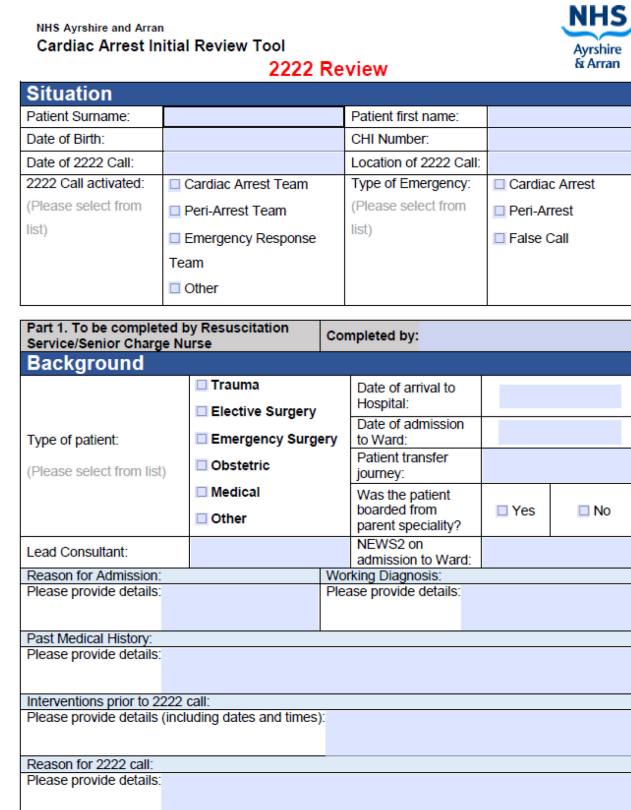 NHS Ayrshire and Arran
Cardiac Arrest Initial Review Tool
2222 Review
NHS
Ayrshire
& Arran
Situation
Patient Surname:
Patient first name:
Date of Birth:
CHI Number:
Date of 2222 Call:
Location of 2222 Call:
2222 Call activated:
(Please select from
list)
Cardiac Arrest Team
Peri-Arrest Team
Emergency Response
Team
Other
Type of Emergency:
(Please select from
list)
Cardiac Arrest
Peri-Arrest
False Call
Part 1. To be completed by Resuscitation
Service/Senior Charge Nurse
Completed by:
Background
Type of patient:
(Please select from list)
Trauma
Elective Surgery
Emergency Surgery
Obstetric
Medical
Other
Date of arrival to
Hospital:
Date of admission
to Ward:
Patient transfer
journey:
Was the patient
boarded from
parent speciality?
Yes
No
Lead Consultant:
NEWS2 on
admission to Ward:
Reason for Admission:
Working Diagnosis:
Please provide details:
Please provide details:
Past Medical History:
Please provide details:
Interventions prior to 2222 call:
Please provide details (including dates and times):
Reason for 2222 call:
Please provide details: